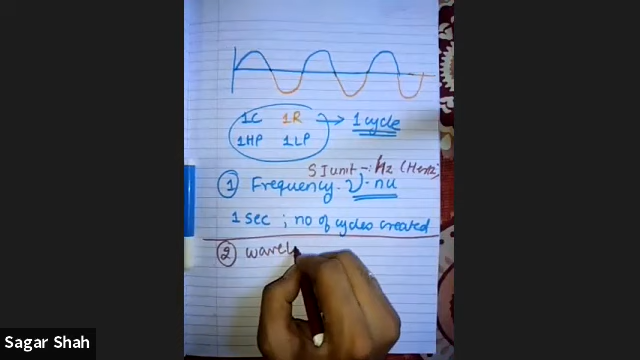 1C 1R → 1 cycle
1HP 1LP
SI unit -: Hz (Hertz)
① Frequency - ν - nu
1 sec ; no of cycles created
② wavel
Sagar Shah